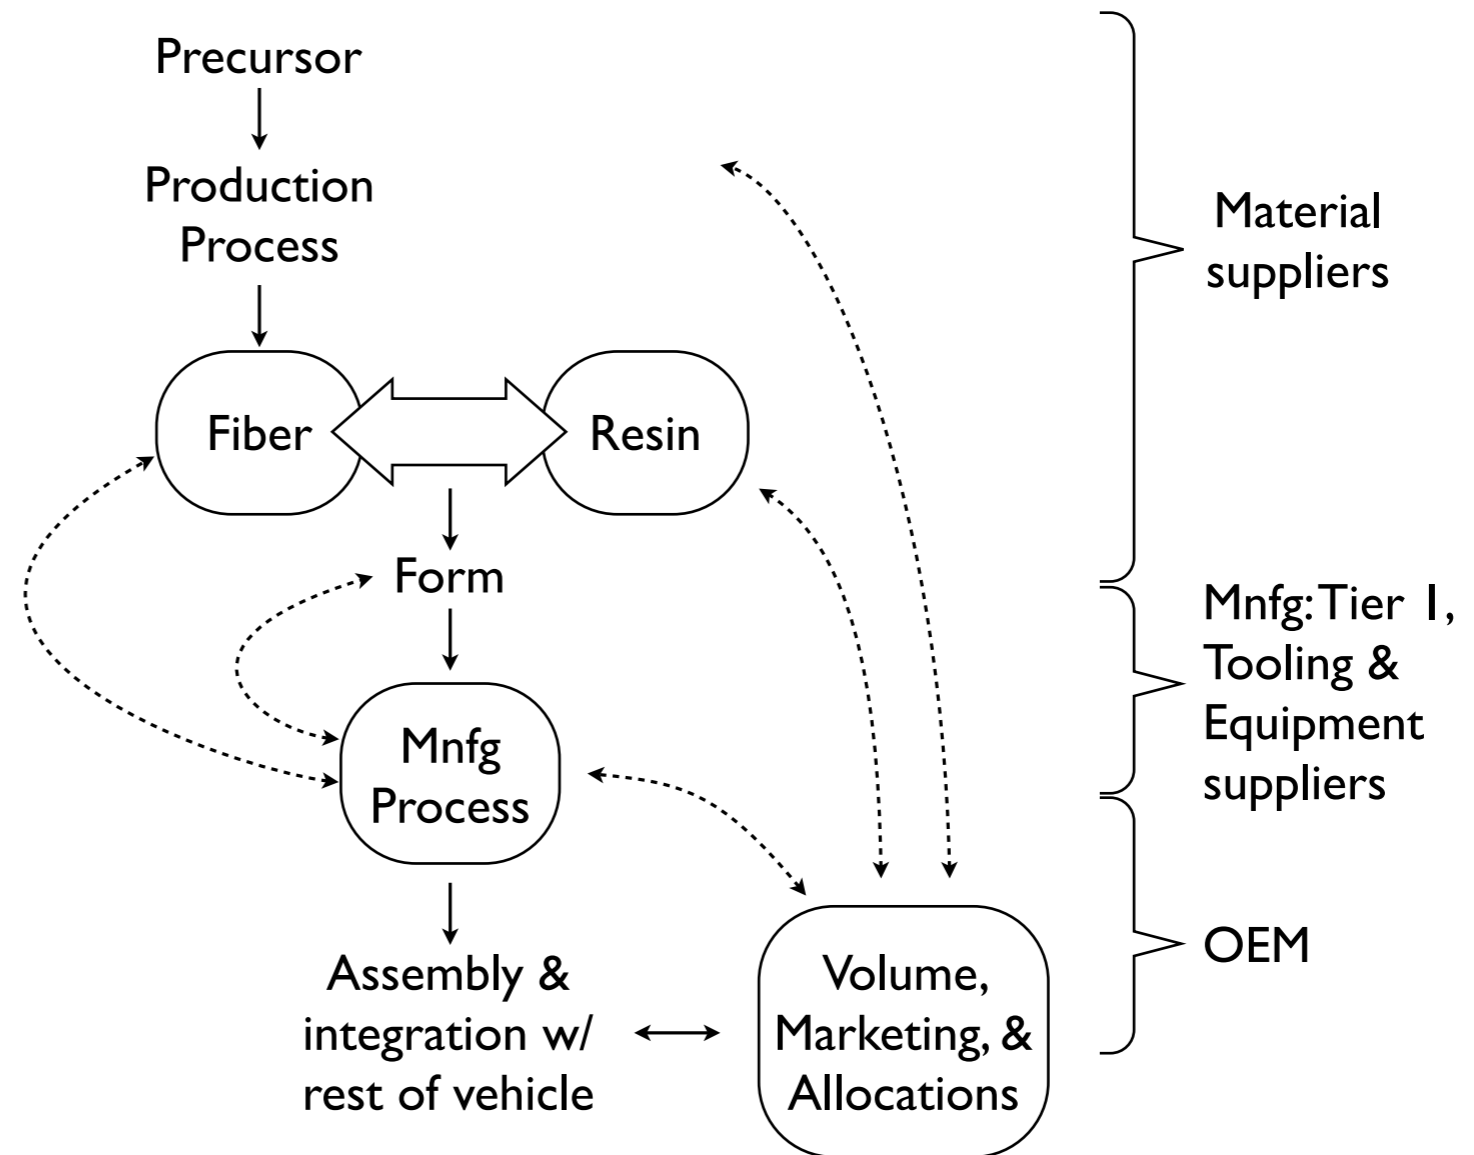 Precursor
Production
Process
Material
suppliers
Fiber
Resin
Form
Mnfg: Tier 1,
Tooling &
Equipment
suppliers
Mnfg
Process
OEM
Assembly &
integration w/
rest of vehicle
Volume,
Marketing, &
Allocations